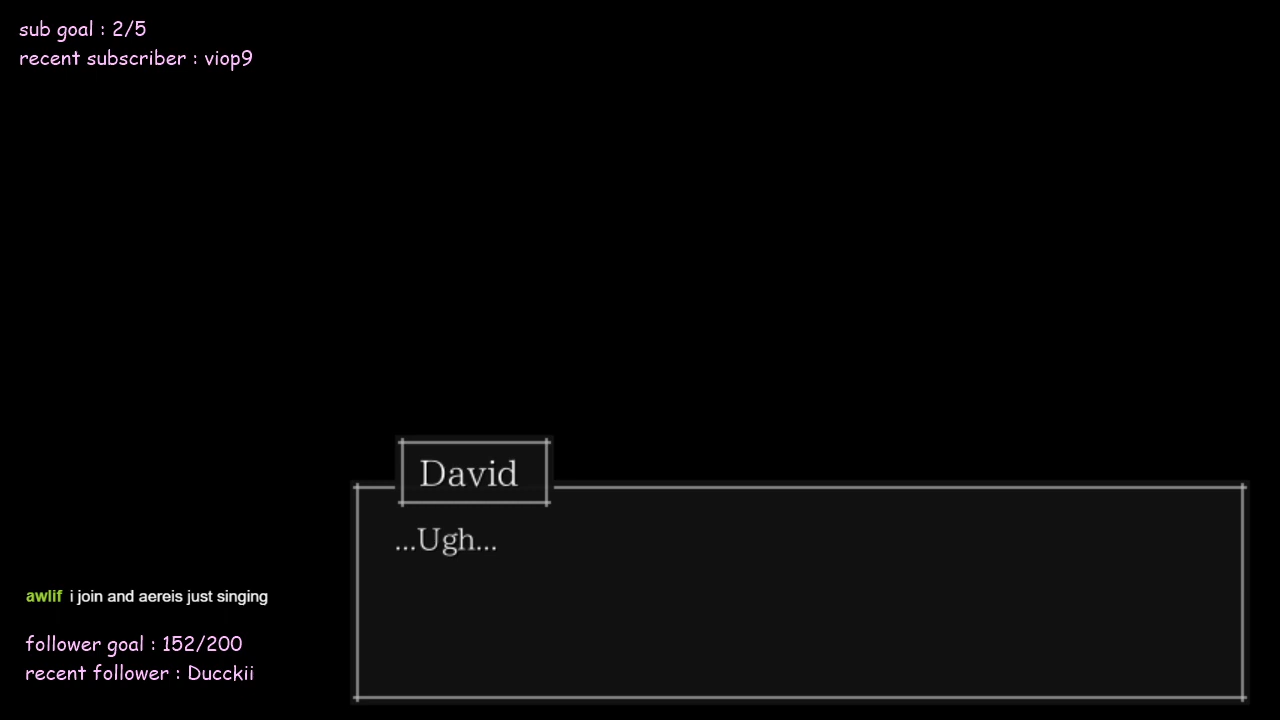 sub goal : 2/5
recent subscriber : viop9
David
...Ugh...
awlif i join and aereis just singing
follower goal : 152/200
recent follower : Ducckii